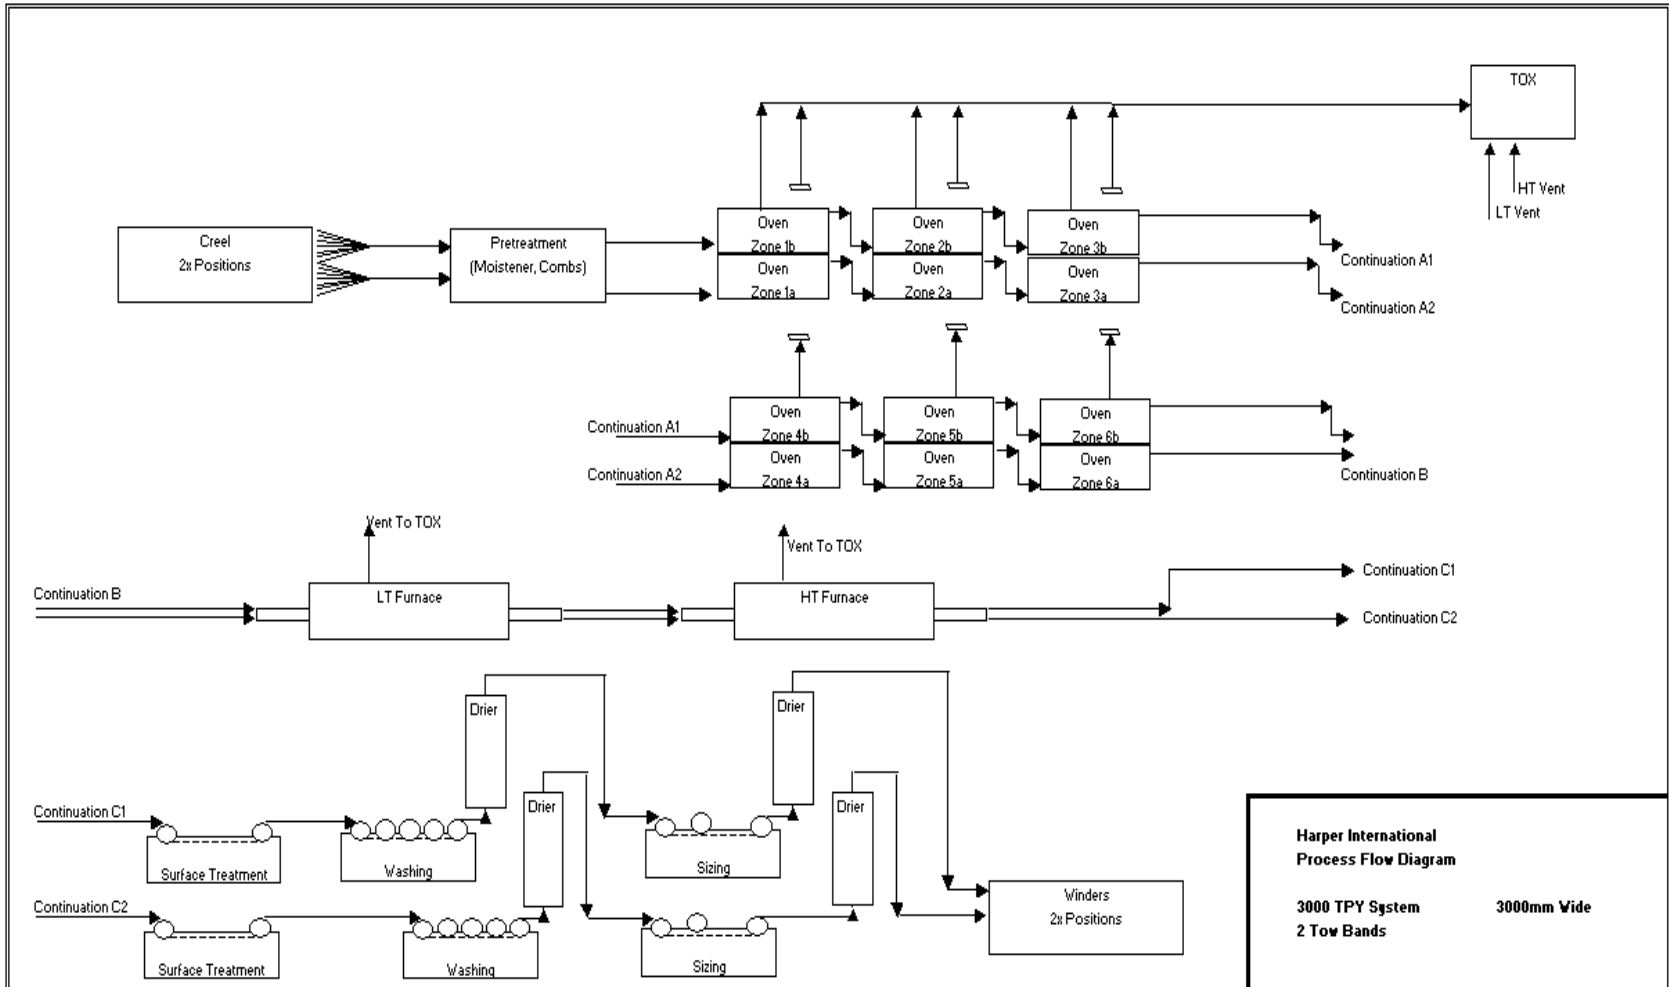 TOX
HT Vent
LT Vent
Creel
2x Positions
Pretreatment
(Moistener, Combs)
Oven
Zone 1b
Oven
Zone 1a
Oven
Zone 2b
Oven
Zone 2a
Oven
Zone 3b
Oven
Zone 3a
Continuation A1
Continuation A2
Continuation A1
Continuation A2
Oven
Zone 4b
Oven
Zone 4a
Oven
Zone 5b
Oven
Zone 5a
Oven
Zone 6b
Oven
Zone 6a
Continuation B
Vent To TOX
Vent To TOX
Continuation B
LT Furnace
HT Furnace
Continuation C1
Continuation C2
Drier
Drier
Drier
Drier
Continuation C1
Surface Treatment
Washing
Sizing
Continuation C2
Surface Treatment
Washing
Sizing
Winders
2x Positions
Harper International
Process Flow Diagram
3000 TPY System 3000mm Wide
2 Tow Bands